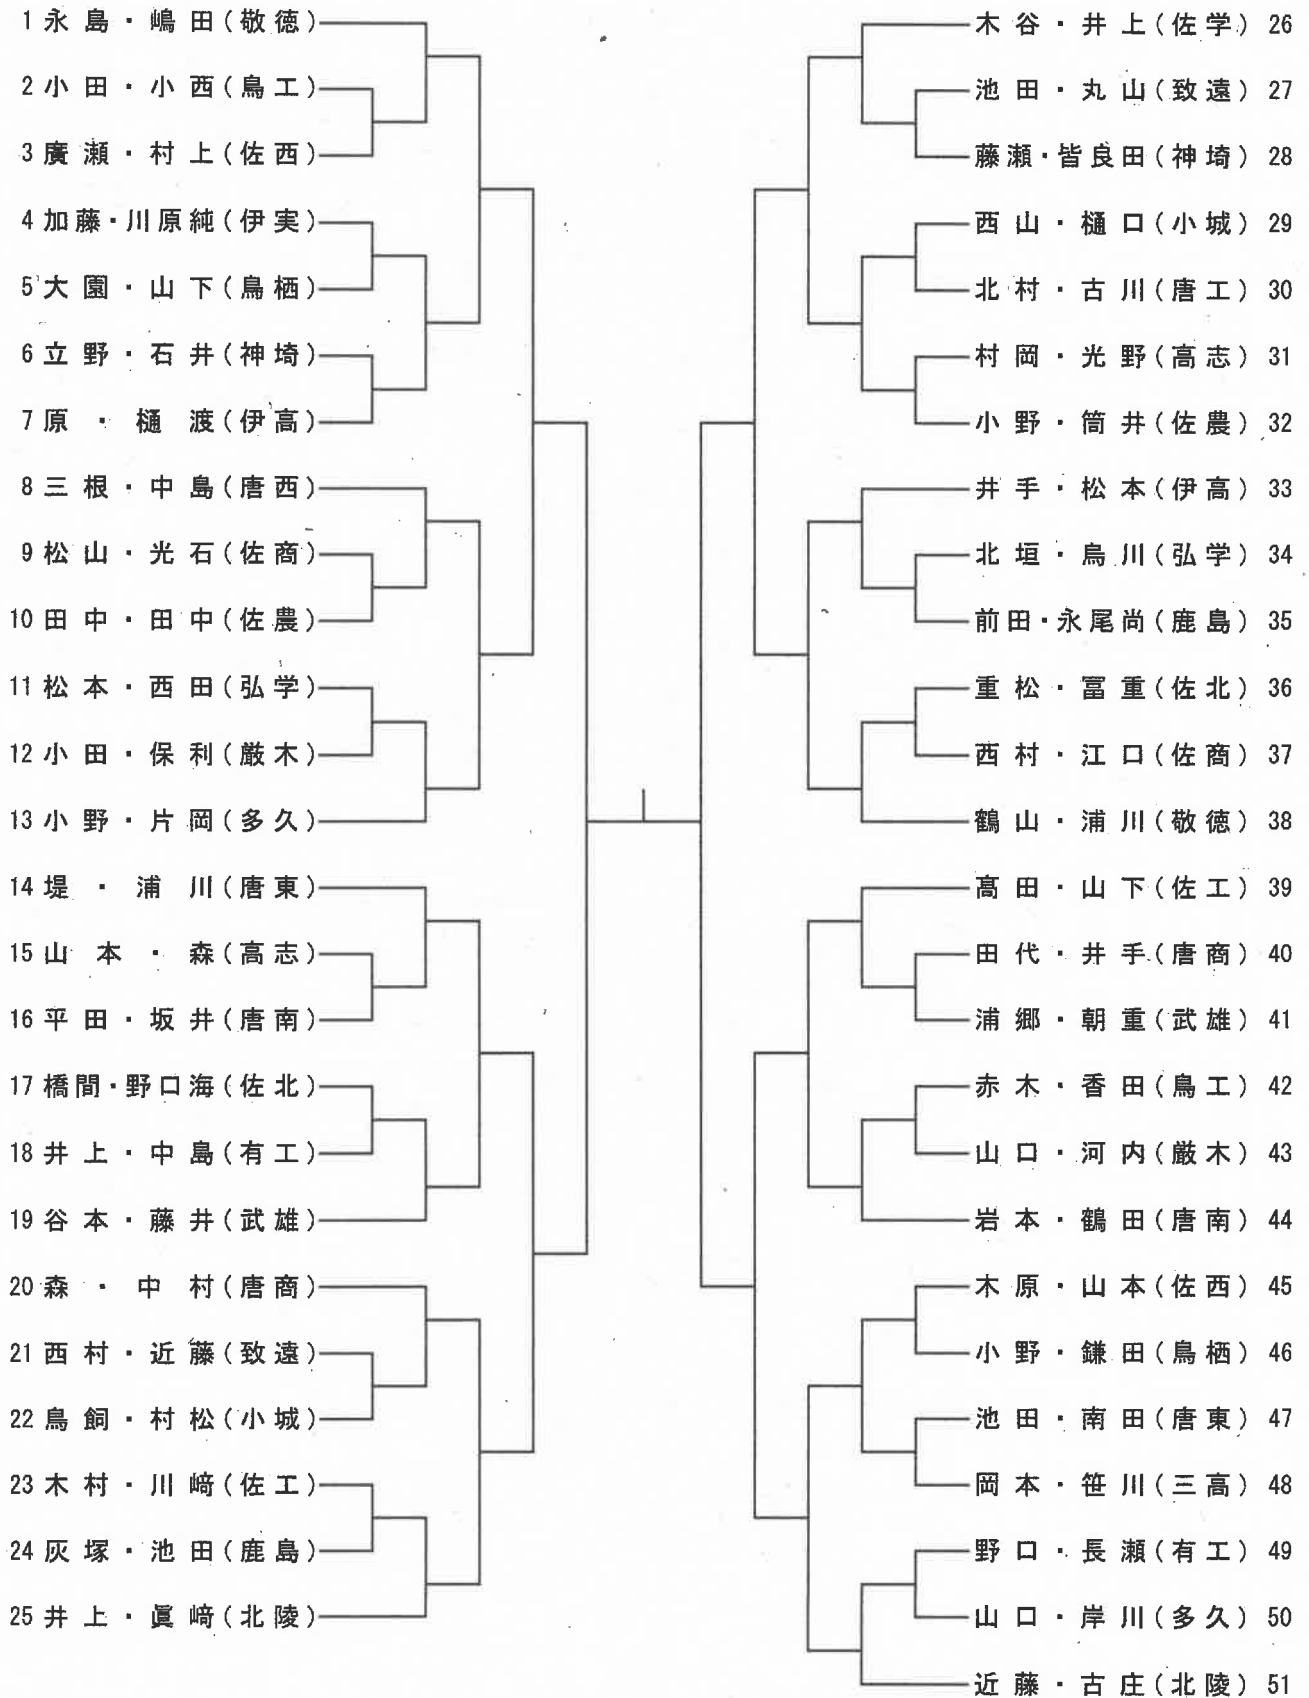 1 永島・嶋田(敬徳)
2 小田・小西(鳥工)
3 廣瀬・村上(佐西)
4 加藤・川原純(伊実)
5 大園・山下(鳥栖)
6 立野・石井(神埼)
7 原・樋渡(伊高)
8 三根・中島(唐西)
9 松山・光石(佐商)
10 田中・田中(佐農)
11 松本・西田(弘学)
12 小田・保利(厳木)
13 小野・片岡(多久)
14 堤・浦川(唐東)
15 山本・森(高志)
16 平田・坂井(唐南)
17 橋間・野口海(佐北)
18 井上・中島(有工)
19 谷本・藤井(武雄)
20 森・中村(唐商)
21 西村・近藤(致遠)
22 鳥飼・村松(小城)
23 木村・川﨑(佐工)
24 灰塚・池田(鹿島)
25 井上・眞﨑(北陵)
木谷・井上(佐学) 26
池田・丸山(致遠) 27
藤瀬・皆良田(神埼) 28
西山・樋口(小城) 29
北村・古川(唐工) 30
村岡・光野(高志) 31
小野・筒井(佐農) 32
井手・松本(伊高) 33
北垣・鳥川(弘学) 34
前田・永尾尚(鹿島) 35
重松・冨重(佐北) 36
西村・江口(佐商) 37
鶴山・浦川(敬徳) 38
髙田・山下(佐工) 39
田代・井手(唐商) 40
浦郷・朝重(武雄) 41
赤木・香田(鳥工) 42
山口・河内(厳木) 43
岩本・鶴田(唐南) 44
木原・山本(佐西) 45
小野・鎌田(鳥栖) 46
池田・南田(唐東) 47
岡本・笹川(三高) 48
野口・長瀬(有工) 49
山口・岸川(多久) 50
近藤・古庄(北陵) 51